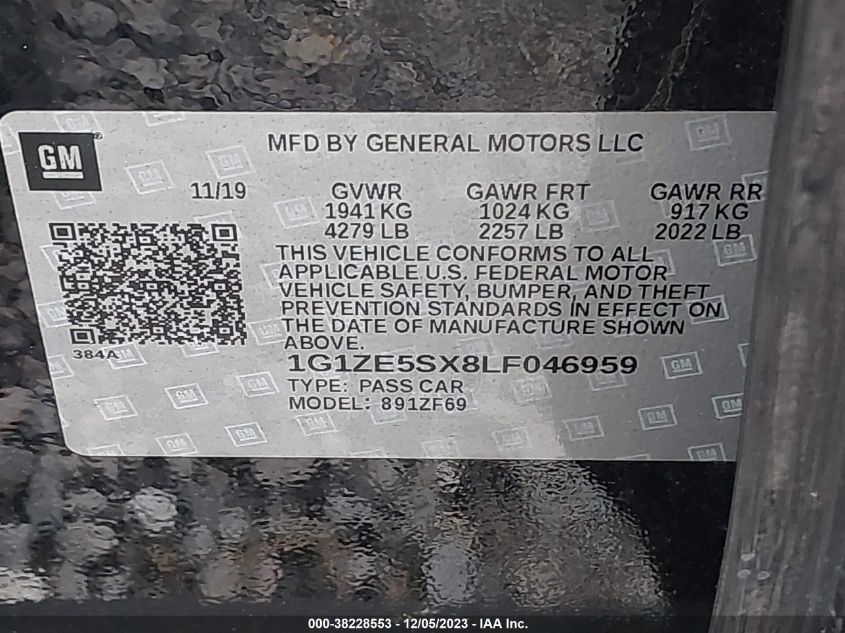 GM
MFD BY GENERAL MOTORS LLC
11/19 GVWR GAWR FRT GAWR RR
1941 KG 1024 KG 917 KG
4279 LB 2257 LB 2022 LB
THIS VEHICLE CONFORMS TO ALL
APPLICABLE U.S. FEDERAL MOTOR
VEHICLE SAFETY, BUMPER, AND THEFT
PREVENTION STANDARDS IN EFFECT ON
THE DATE OF MANUFACTURE SHOWN
ABOVE.
384A
1G1ZE5SX8LF046959
TYPE: PASS CAR
MODEL: 891ZF69
000-38228553 - 12/05/2023 - IAA Inc.